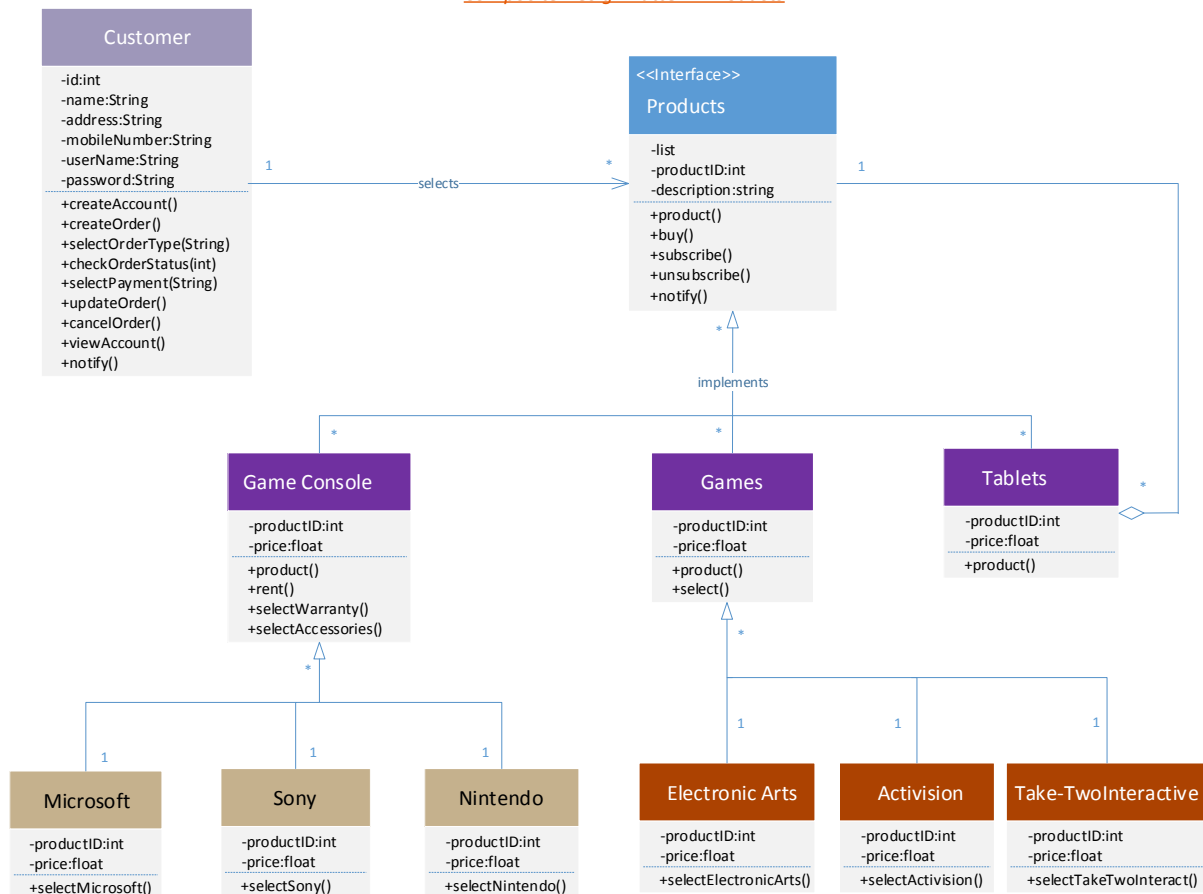 Customer
-id:int
-name:String
-address:String
-mobileNumber:String
-userName:String
-password:String
+createAccount()
+createOrder()
+selectOrderType(String)
+checkOrderStatus(int)
+selectPayment(String)
+updateOrder()
+cancelOrder()
+viewAccount()
+notify()
1
selects
*
<<Interface>>
Products
-list
-productID:int
-description:string
+product()
+buy()
+subscribe()
+unsubscribe()
+notify()
1
*
implements
*
*
*
Game Console
-productID:int
-price:float
+product()
+rent()
+selectWarranty()
+selectAccessories()
Games
-productID:int
-price:float
+product()
+select()
Tablets
-productID:int
-price:float
+product()
*
*
*
1
1
1
1
1
1
Microsoft
-productID:int
-price:float
+selectMicrosoft()
Sony
-productID:int
-price:float
+selectSony()
Nintendo
-productID:int
-price:float
+selectNintendo()
Electronic Arts
-productID:int
-price:float
+selectElectronicArts()
Activision
-productID:int
-price:float
+selectActivision()
Take-TwoInteractive
-productID:int
-price:float
+selectTakeTwoInteract()